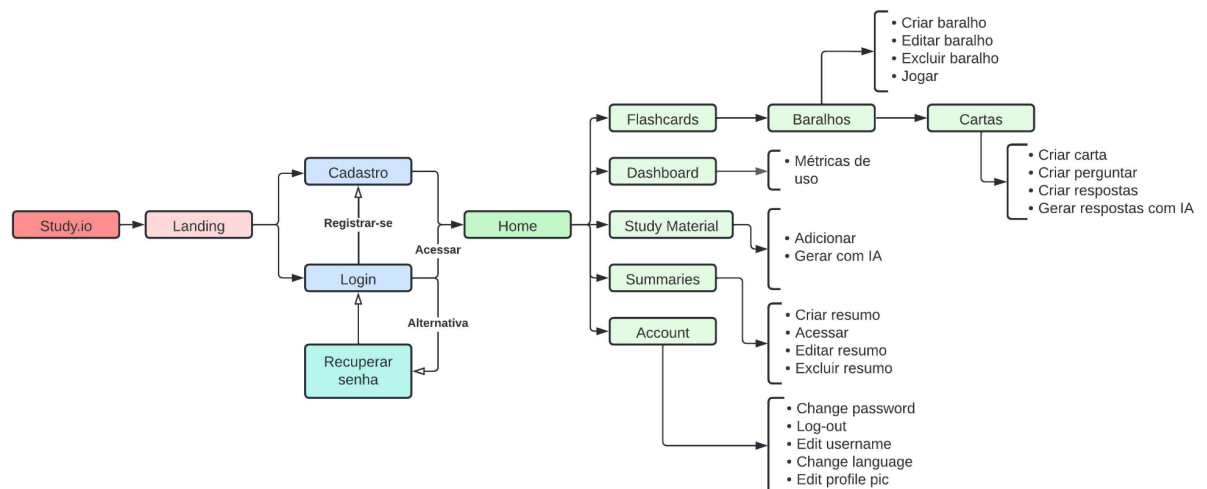 • Criar baralho
• Editar baralho
• Excluir baralho
• Jogar
Flashcards
Baralhos
Cartas
• Criar carta
• Criar perguntar
• Criar respostas
• Gerar respostas com IA
Cadastro
Dashboard
• Métricas de
uso
Study.io
Landing
Registrar-se
Acessar
Home
Study Material
• Adicionar
• Gerar com IA
Login
Summaries
• Criar resumo
• Acessar
• Editar resumo
• Excluir resumo
Alternativa
Account
Recuperar
senha
• Change password
• Log-out
• Edit username
• Change language
• Edit profile pic